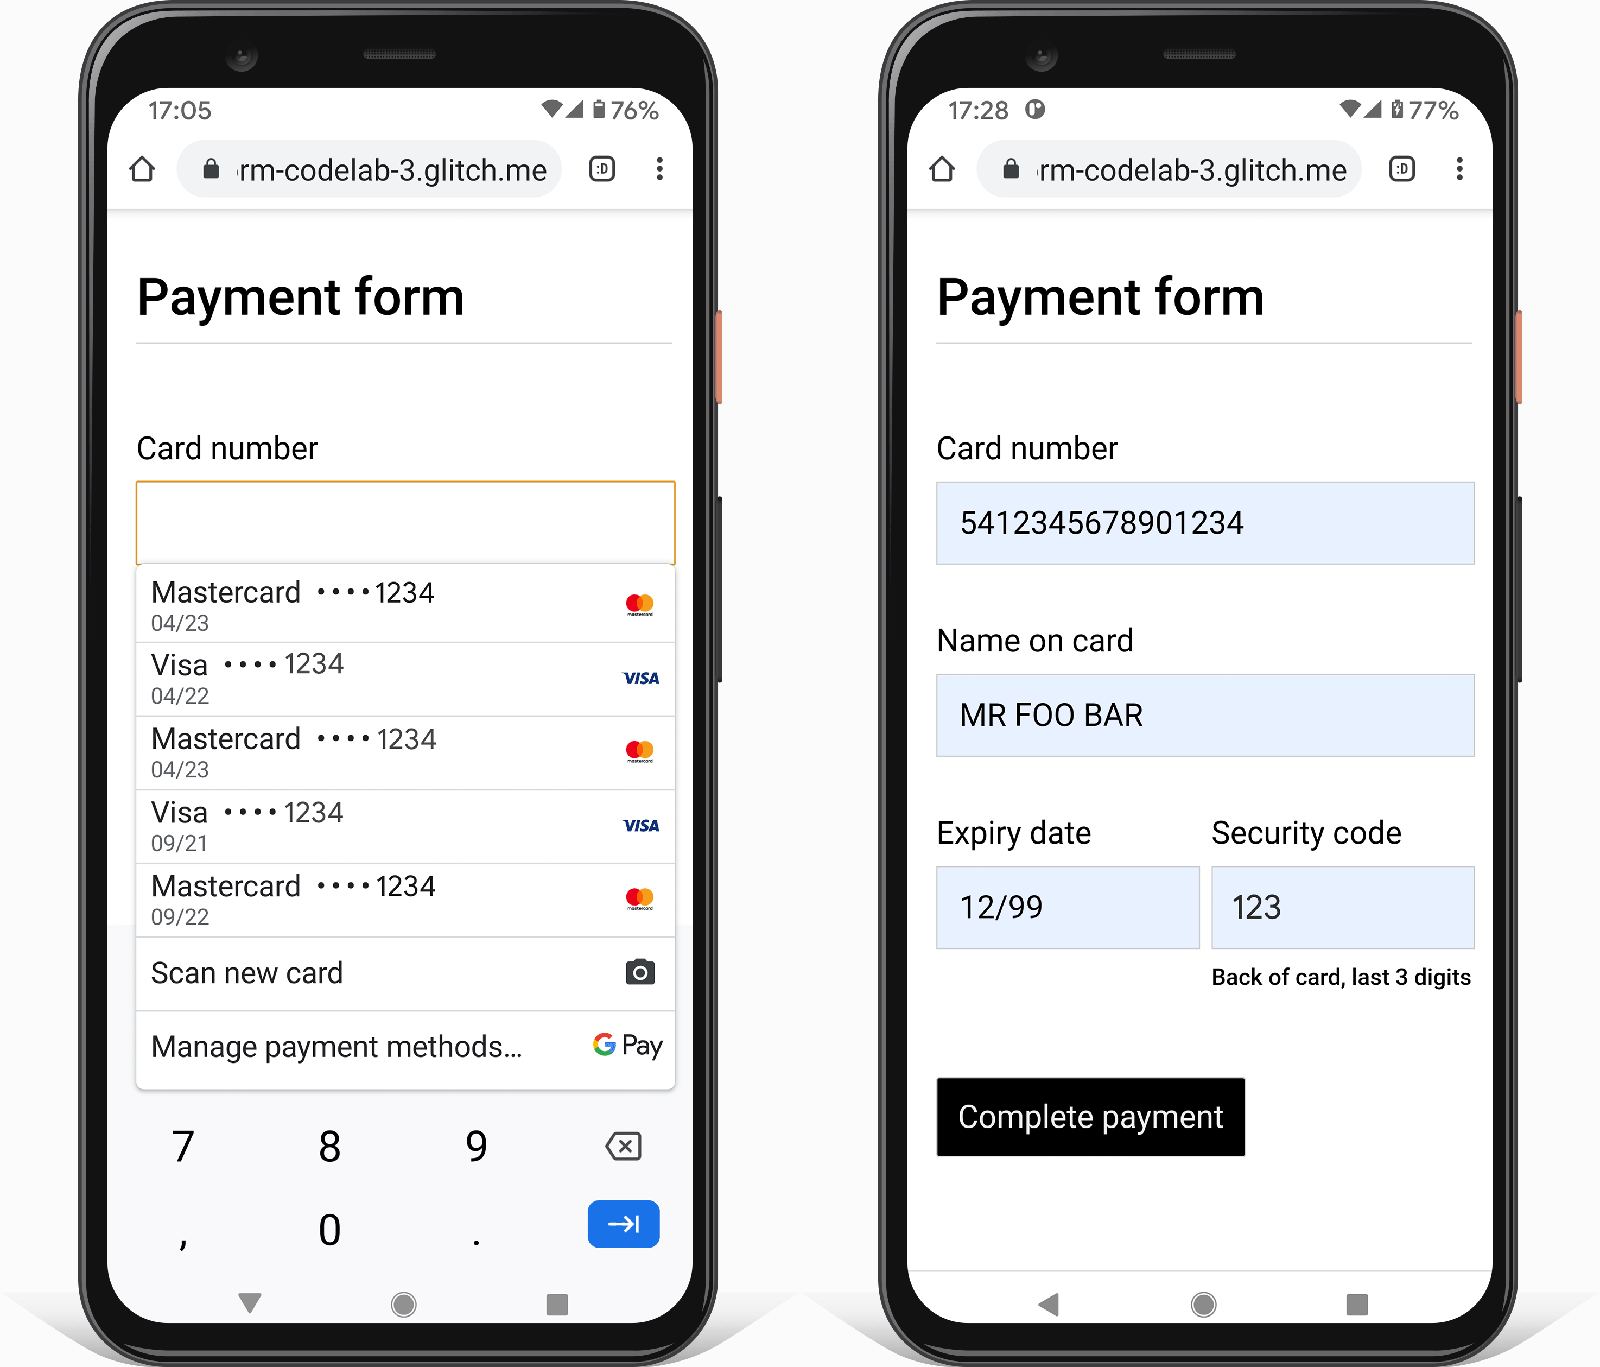 17:05
76%
rm-codelab-3.glitch.me
:D
Payment form
Card number
Mastercard ••••1234
04/23
mastercard
Visa ••••1234
04/22
VISA
Mastercard ••••1234
04/23
mastercard
Visa ••••1234
09/21
VISA
Mastercard ••••1234
09/22
mastercard
Scan new card
Manage payment methods...
G Pay
7 8 9
, 0 .
17:28
77%
rm-codelab-3.glitch.me
:D
Payment form
Card number
5412345678901234
Name on card
MR FOO BAR
Expiry date Security code
12/99 123
Back of card, last 3 digits
Complete payment